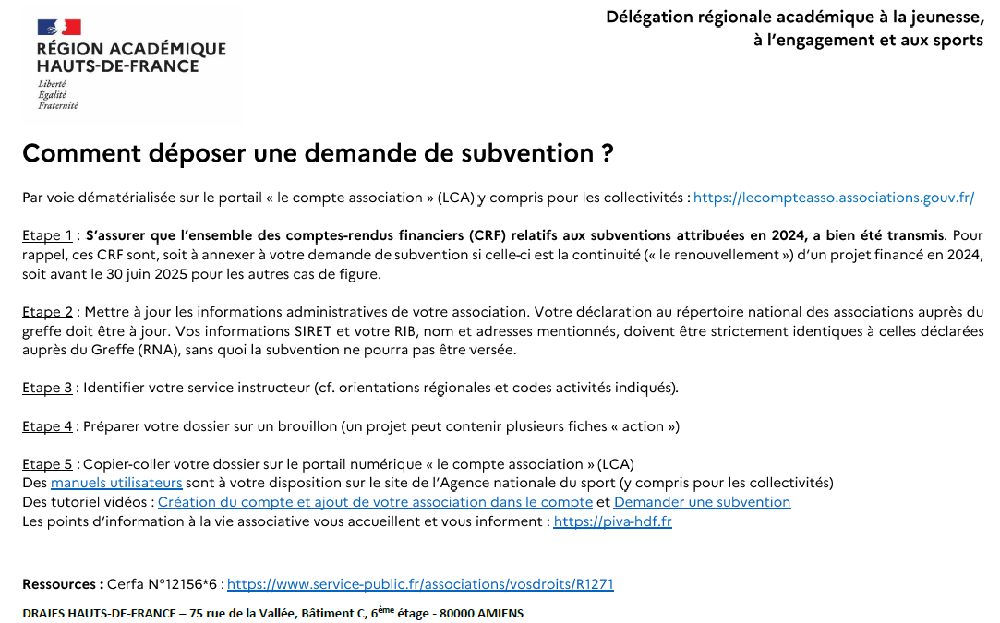 RÉGION ACADÉMIQUE
HAUTS-DE-FRANCE
Liberté
Égalité
Fraternité
Délégation régionale académique à la jeunesse,
à l’engagement et aux sports
Comment déposer une demande de subvention ?
Par voie dématérialisée sur le portail « le compte association » (LCA) y compris pour les collectivités : https://lecompteasso.associations.gouv.fr/
Etape 1 : S’assurer que l’ensemble des comptes-rendus financiers (CRF) relatifs aux subventions attribuées en 2024, a bien été transmis. Pour
rappel, ces CRF sont, soit à annexer à votre demande de subvention si celle-ci est la continuité (« le renouvellement ») d’un projet financé en 2024,
soit avant le 30 juin 2025 pour les autres cas de figure.
Etape 2 : Mettre à jour les informations administratives de votre association. Votre déclaration au répertoire national des associations auprès du
greffe doit être à jour. Vos informations SIRET et votre RIB, nom et adresses mentionnés, doivent être strictement identiques à celles déclarées
auprès du Greffe (RNA), sans quoi la subvention ne pourra pas être versée.
Etape 3 : Identifier votre service instructeur (cf. orientations régionales et codes activités indiqués).
Etape 4 : Préparer votre dossier sur un brouillon (un projet peut contenir plusieurs fiches « action »)
Etape 5 : Copier-coller votre dossier sur le portail numérique « le compte association » (LCA)
Des manuels utilisateurs sont à votre disposition sur le site de l’Agence nationale du sport (y compris pour les collectivités)
Des tutoriel vidéos : Création du compte et ajout de votre association dans le compte et Demander une subvention
Les points d’information à la vie associative vous accueillent et vous informent : https://piva-hdf.fr
Ressources : Cerfa N°12156*6 : https://www.service-public.fr/associations/vosdroits/R1271
DRAJES HAUTS-DE-FRANCE – 75 rue de la Vallée, Bâtiment C, 6ème étage - 80000 AMIENS